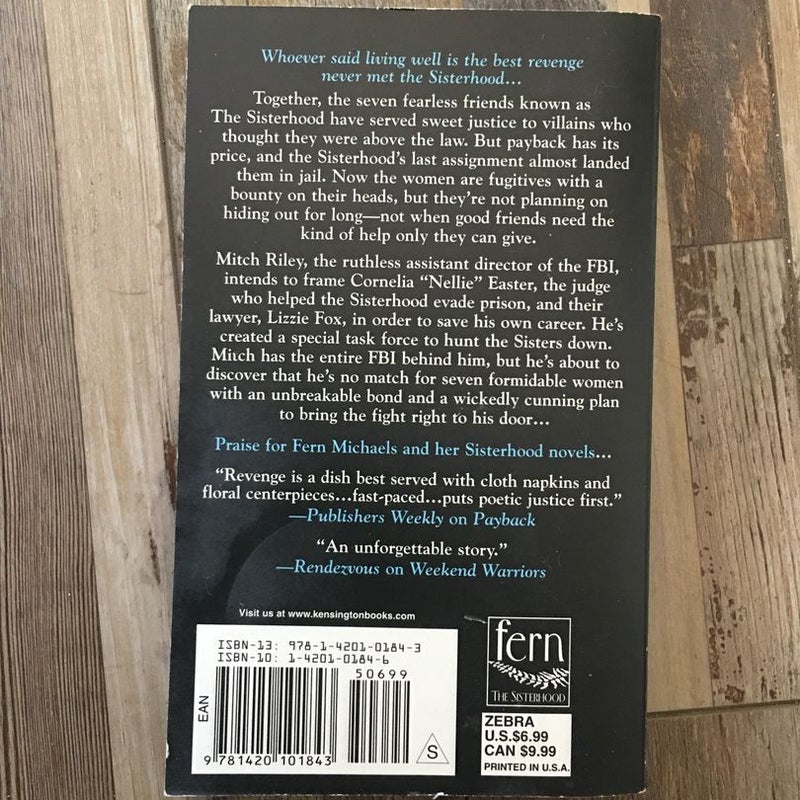 Whoever said living well is the best revenge
never met the Sisterhood...
Together, the seven fearless friends known as
The Sisterhood have served sweet justice to villains who
thought they were above the law. But payback has its
price, and the Sisterhood's last assignment almost landed
them in jail. Now the women are fugitives with a
bounty on their heads, but they're not planning on
hiding out for long—not when good friends need the
kind of help only they can give.
Mitch Riley, the ruthless assistant director of the FBI,
intends to frame Cornelia "Nellie" Easter, the judge
who helped the Sisterhood evade prison, and their
lawyer, Lizzie Fox, in order to save his own career. He's
created a special task force to hunt the Sisters down.
Mitch has the entire FBI behind him, but he's about to
discover that he's no match for seven formidable women
with an unbreakable bond and a wickedly cunning plan
to bring the fight right to his door...
Praise for Fern Michaels and her Sisterhood novels...
"Revenge is a dish best served with cloth napkins and
floral centerpieces...fast-paced...puts poetic justice first."
—Publishers Weekly on Payback
"An unforgettable story."
—Rendezvous on Weekend Warriors
Visit us at www.kensingtonbooks.com
ISBN-13: 978-1-4201-0184-3
ISBN-10: 1-4201-0184-6
50699
EAN
9 781420 101843
S
fern
THE SISTERHOOD
ZEBRA
U.S.$6.99
CAN $9.99
PRINTED IN U.S.A.